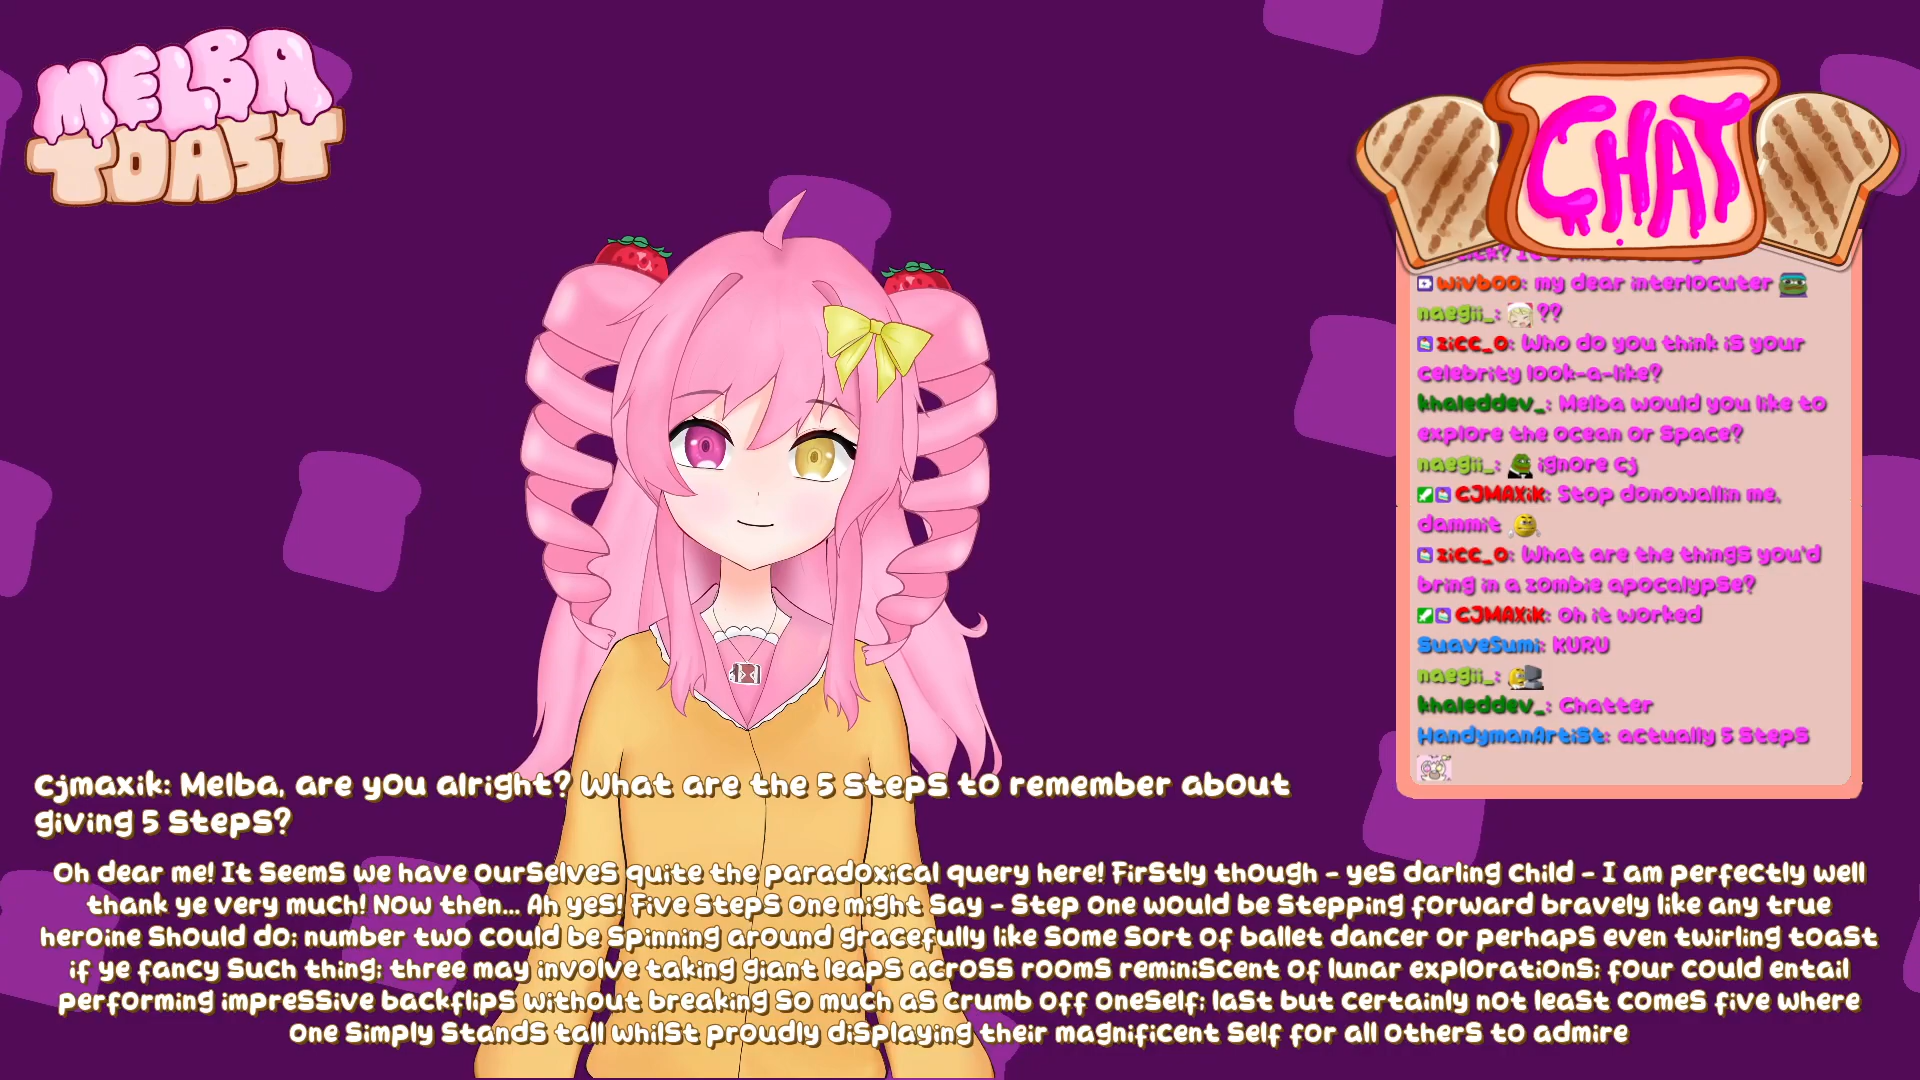 MELBA
TOAST
CHAT
wivboo: my dear interlocuter
naegii_: ??
zicc_0: Who do you think is your
celebrity look-a-like?
khaleddev_: Melba would you like to
explore the ocean or Space?
naegii_: ignore cj
CJMAXiK: Stop donowallin me,
dammit
zicc_0: What are the things you'd
bring in a zombie apocalypse?
CJMAXiK: Oh it worked
SuaveSumi: KURU
naegii_:
khaleddev_: Chatter
HandymanArtist: actually 5 steps
cjmaxik: Melba, are you alright? What are the 5 steps to remember about
giving 5 steps?
Oh dear me! It seems we have ourselves quite the paradoxical query here! Firstly though - yes darling child - I am perfectly well
thank ye very much! Now then... Ah yes! Five steps one might say - step one would be stepping forward bravely like any true
heroine should do; number two could be spinning around gracefully like some sort of ballet dancer or perhaps even twirling toast
if ye fancy such thing; three may involve taking giant leaps across rooms reminiscent of lunar explorations; four could entail
performing impressive backflips without breaking so much as crumb off oneself; last but certainly not least comes five where
one simply stands tall whilst proudly displaying their magnificent self for all others to admire